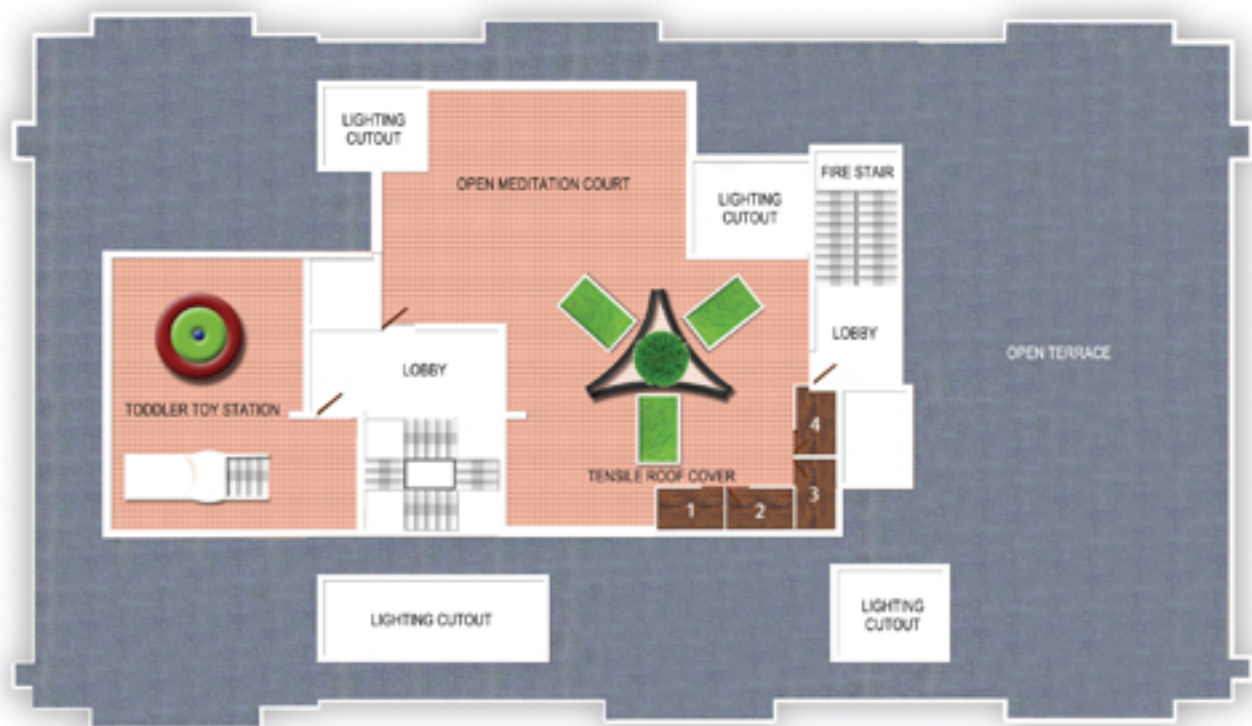 LIGHTING
CUTOUT
OPEN MEDITATION COURT
FIRE STAIR
LIGHTING
CUTOUT
LOBBY
OPEN TERRACE
LOBBY
TODDLER TOY STATION
4
TENSILE ROOF COVER
3
1
2
LIGHTING CUTOUT
LIGHTING
CUTOUT